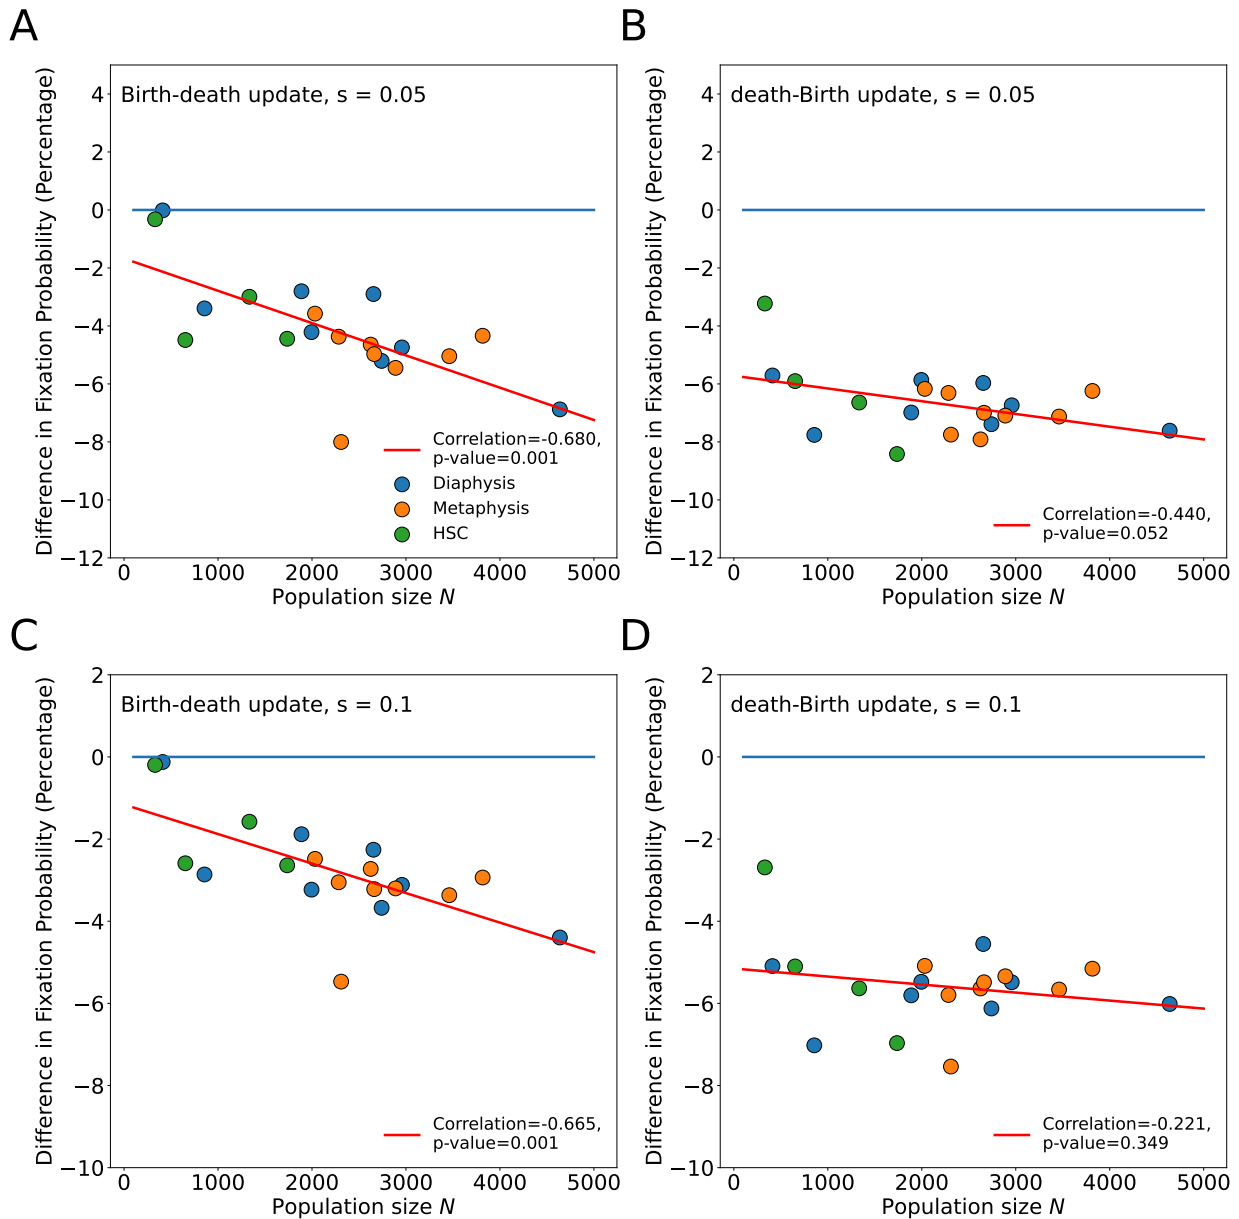 A
Difference in Fixation Probability (Percentage)
Birth-death update, s = 0.05
4
2
0
−2
−4
−6
−8
−10
−12
Correlation=-0.680,
p-value=0.001
Diaphysis
Metaphysis
HSC
0 1000 2000 3000 4000 5000
Population size N
B
Difference in Fixation Probability (Percentage)
death-Birth update, s = 0.05
4
2
0
−2
−4
−6
−8
−10
−12
Correlation=-0.440,
p-value=0.052
0 1000 2000 3000 4000 5000
Population size N
C
Difference in Fixation Probability (Percentage)
Birth-death update, s = 0.1
2
0
−2
−4
−6
−8
−10
Correlation=-0.665,
p-value=0.001
0 1000 2000 3000 4000 5000
Population size N
D
Difference in Fixation Probability (Percentage)
death-Birth update, s = 0.1
2
0
−2
−4
−6
−8
−10
Correlation=-0.221,
p-value=0.349
0 1000 2000 3000 4000 5000
Population size N